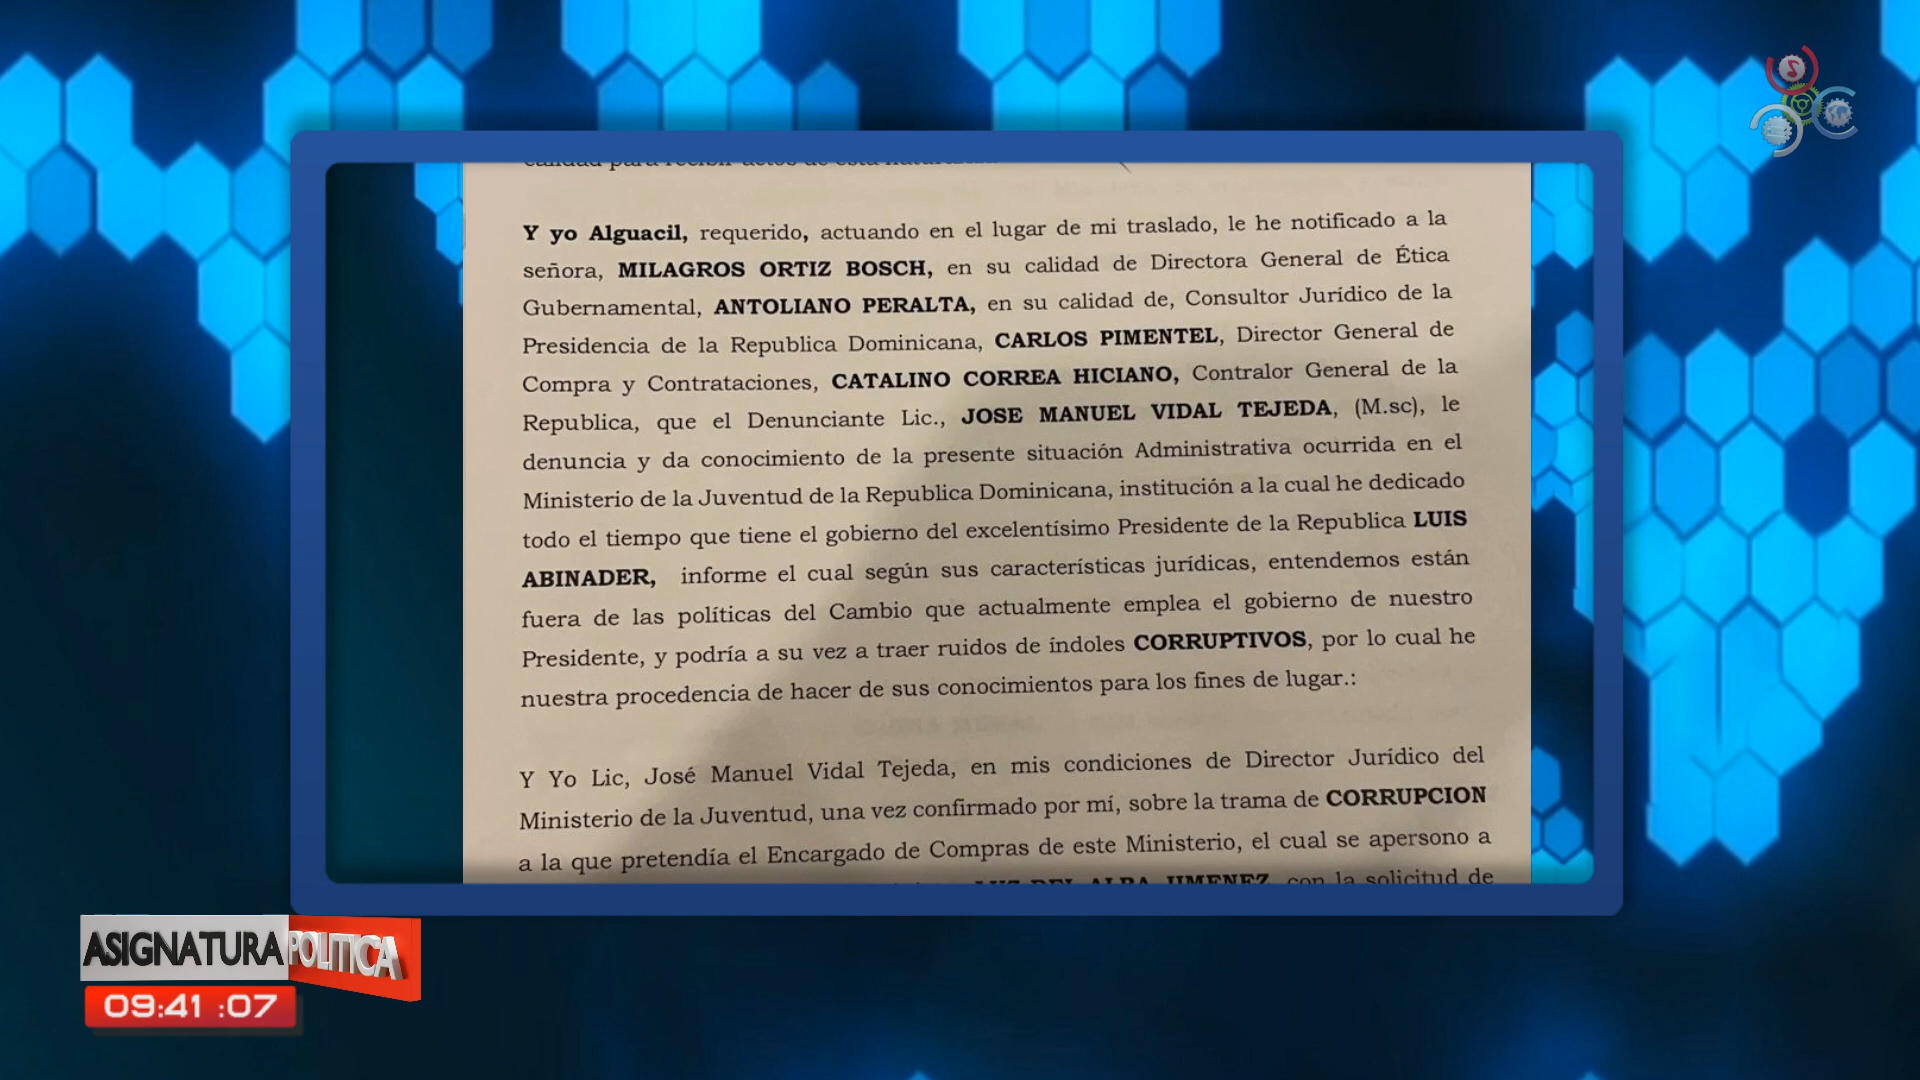 Y yo Alguacil, requerido, actuando en el lugar de mi traslado, le he notificado a la
señora, MILAGROS ORTIZ BOSCH, en su calidad de Directora General de Ética
Gubernamental, ANTOLIANO PERALTA, en su calidad de, Consultor Jurídico de la
Presidencia de la Republica Dominicana, CARLOS PIMENTEL, Director General de
Compra y Contrataciones, CATALINO CORREA HICIANO, Contralor General de la
Republica, que el Denunciante Lic., JOSE MANUEL VIDAL TEJEDA, (M.sc), le
denuncia y da conocimiento de la presente situación Administrativa ocurrida en el
Ministerio de la Juventud de la Republica Dominicana, institución a la cual he dedicado
todo el tiempo que tiene el gobierno del excelentísimo Presidente de la Republica LUIS
ABINADER, informe el cual según sus características jurídicas, entendemos están
fuera de las políticas del Cambio que actualmente emplea el gobierno de nuestro
Presidente, y podría a su vez a traer ruidos de índoles CORRUPTIVOS, por lo cual he
nuestra procedencia de hacer de sus conocimientos para los fines de lugar.:
Y Yo Lic, José Manuel Vidal Tejeda, en mis condiciones de Director Jurídico del
Ministerio de la Juventud, una vez confirmado por mí, sobre la trama de CORRUPCION
a la que pretendía el Encargado de Compras de este Ministerio, el cual se apersono a
DEL ALBA JIMENEZ, con la solicitud de
ASIGNATURA POLITICA
09:41 :07